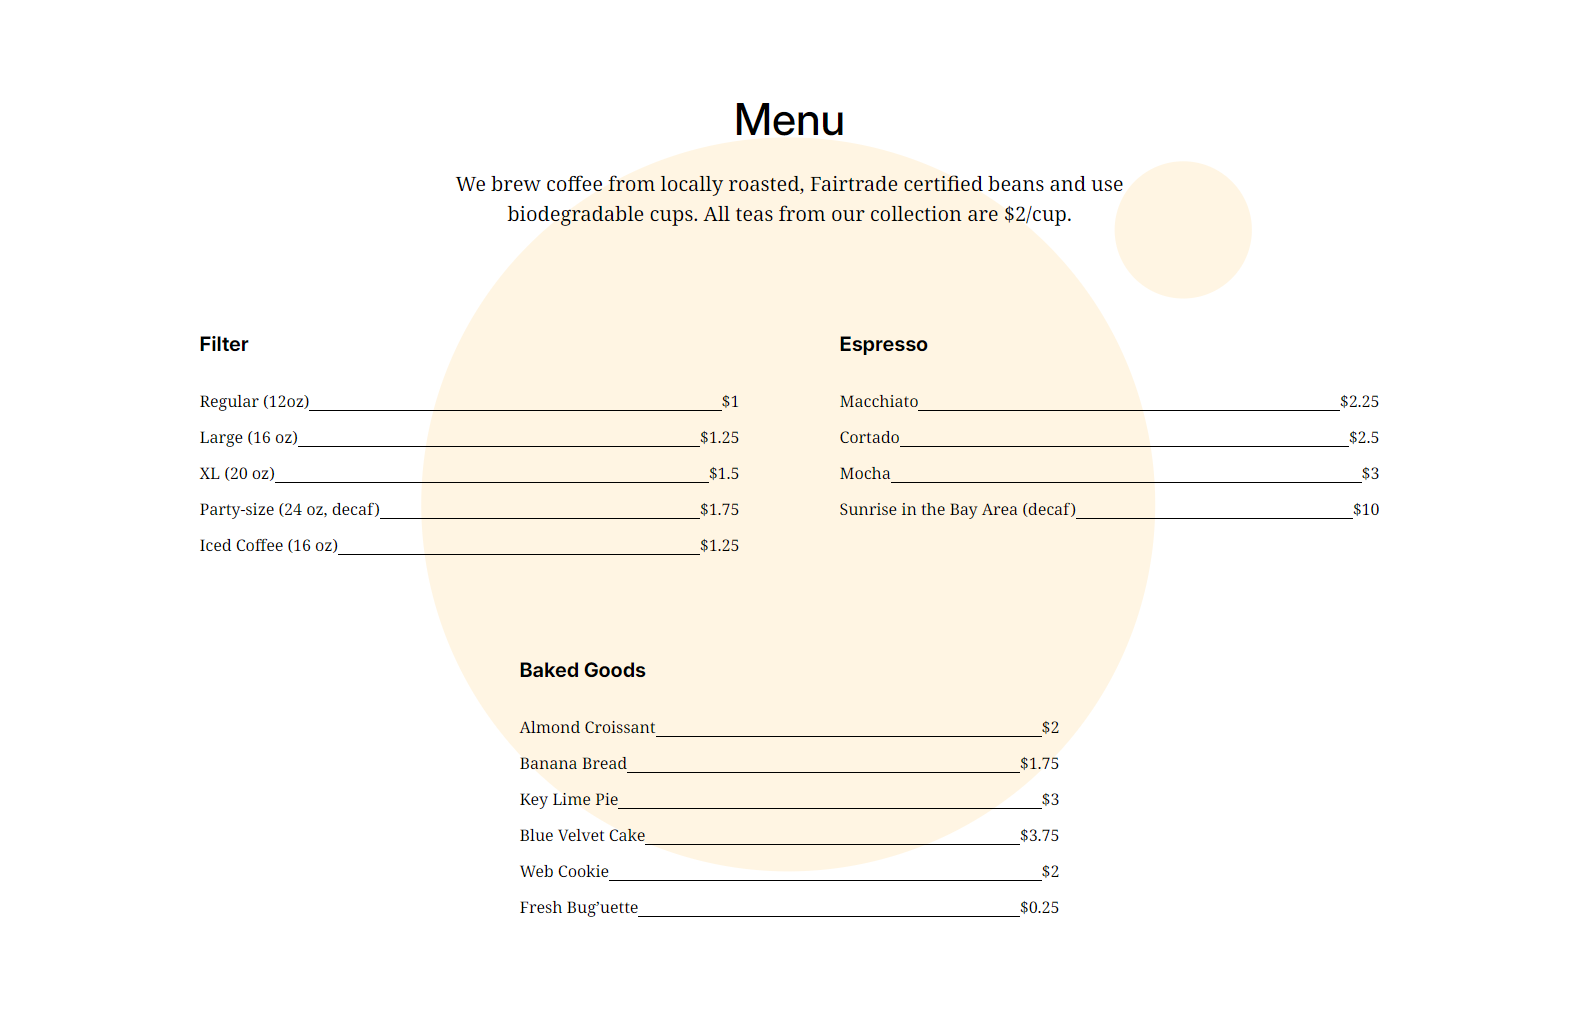 Menu
We brew coffee from locally roasted, Fairtrade certified beans and use
biodegradable cups. All teas from our collection are $2/cup.
Filter
Regular (12oz) $1
Large (16 oz) $1.25
XL (20 oz) $1.5
Party-size (24 oz, decaf) $1.75
Iced Coffee (16 oz) $1.25
Espresso
Macchiato $2.25
Cortado $2.5
Mocha $3
Sunrise in the Bay Area (decaf) $10
Baked Goods
Almond Croissant $2
Banana Bread $1.75
Key Lime Pie $3
Blue Velvet Cake $3.75
Web Cookie $2
Fresh Bug’uette $0.25